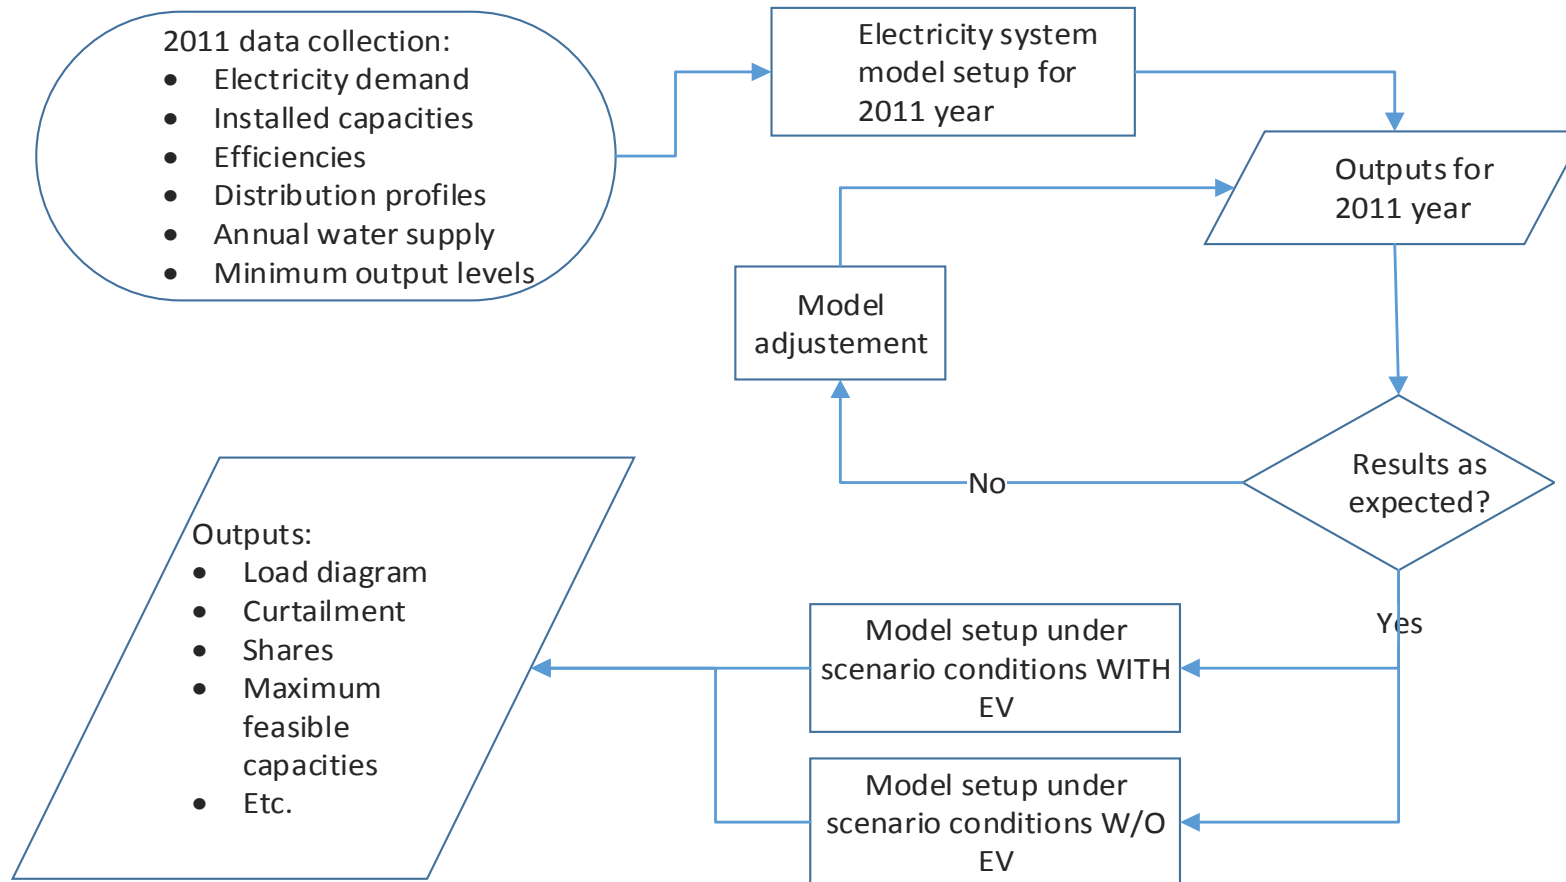 2011 data collection:
• Electricity demand
• Installed capacities
• Efficiencies
• Distribution profiles
• Annual water supply
• Minimum output levels
Electricity system
model setup for
2011 year
Outputs for
2011 year
Model
adjustement
Results as
expected?
No
Yes
Model setup under
scenario conditions WITH
EV
Model setup under
scenario conditions W/O
EV
Outputs:
• Load diagram
• Curtailment
• Shares
• Maximum
feasible
capacities
• Etc.